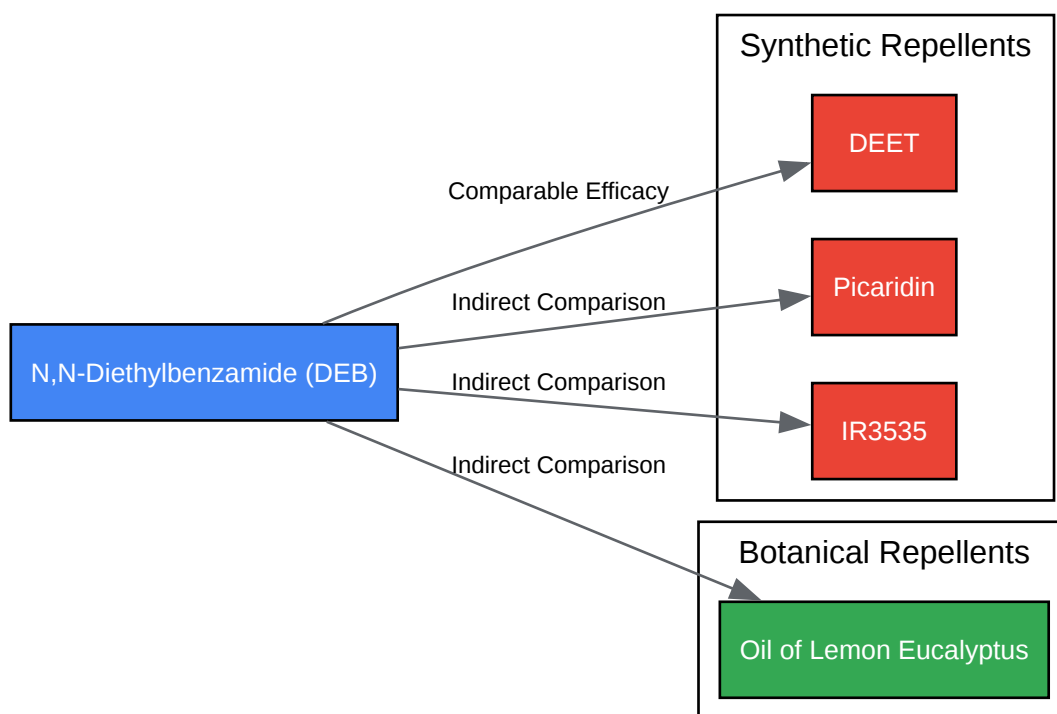 Synthetic Repellents
DEET
Comparable Efficacy
Picaridin
Indirect Comparison
N,N-Diethylbenzamide (DEB)
Indirect Comparison
IR3535
Indirect Comparison
Botanical Repellents
Oil of Lemon Eucalyptus